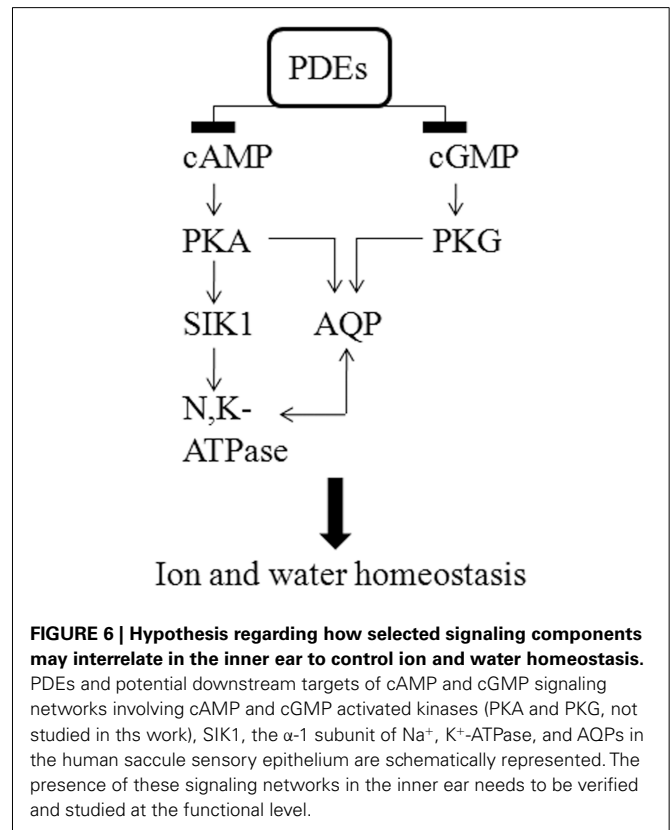 PDEs
cAMP
cGMP
PKA
PKG
SIK1
AQP
N,K-
ATPase
Ion and water homeostasis
FIGURE 6 | Hypothesis regarding how selected signaling components
may interrelate in the inner ear to control ion and water homeostasis.
PDEs and potential downstream targets of cAMP and cGMP signaling
networks involving cAMP and cGMP activated kinases (PKA and PKG, not
studied in ths work), SIK1, the α-1 subunit of Na⁺, K⁺-ATPase, and AQPs in
the human saccule sensory epithelium are schematically represented. The
presence of these signaling networks in the inner ear needs to be verified
and studied at the functional level.